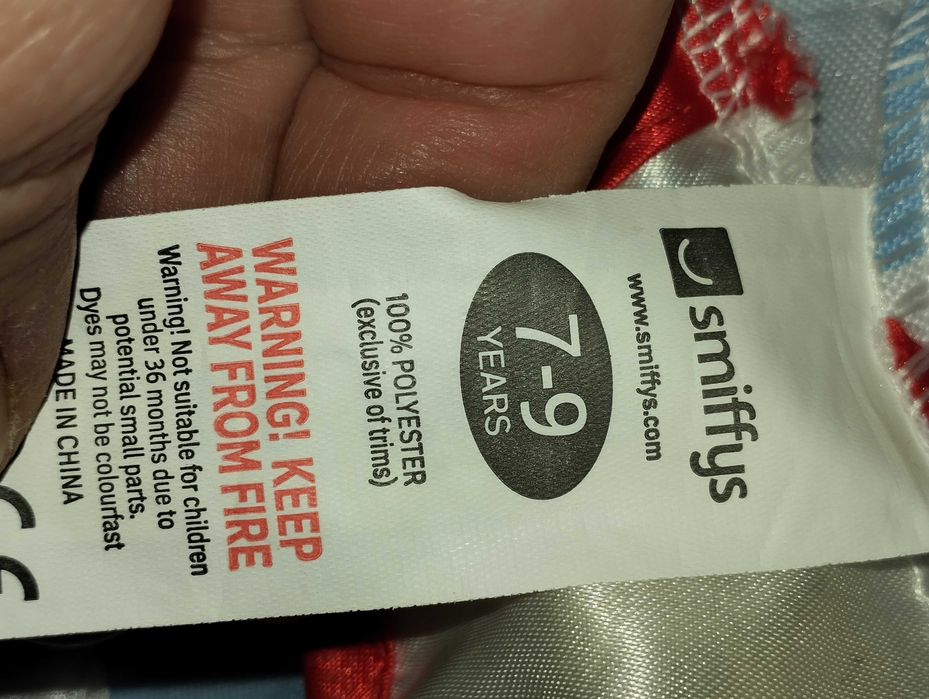 smiffys
www.smiffys.com
7-9
YEARS
100% POLYESTER
(exclusive of trims)
WARNING! KEEP
AWAY FROM FIRE
Warning! Not suitable for children
under 36 months due to
potential small parts.
Dyes may not be colourfast
MADE IN CHINA
CE